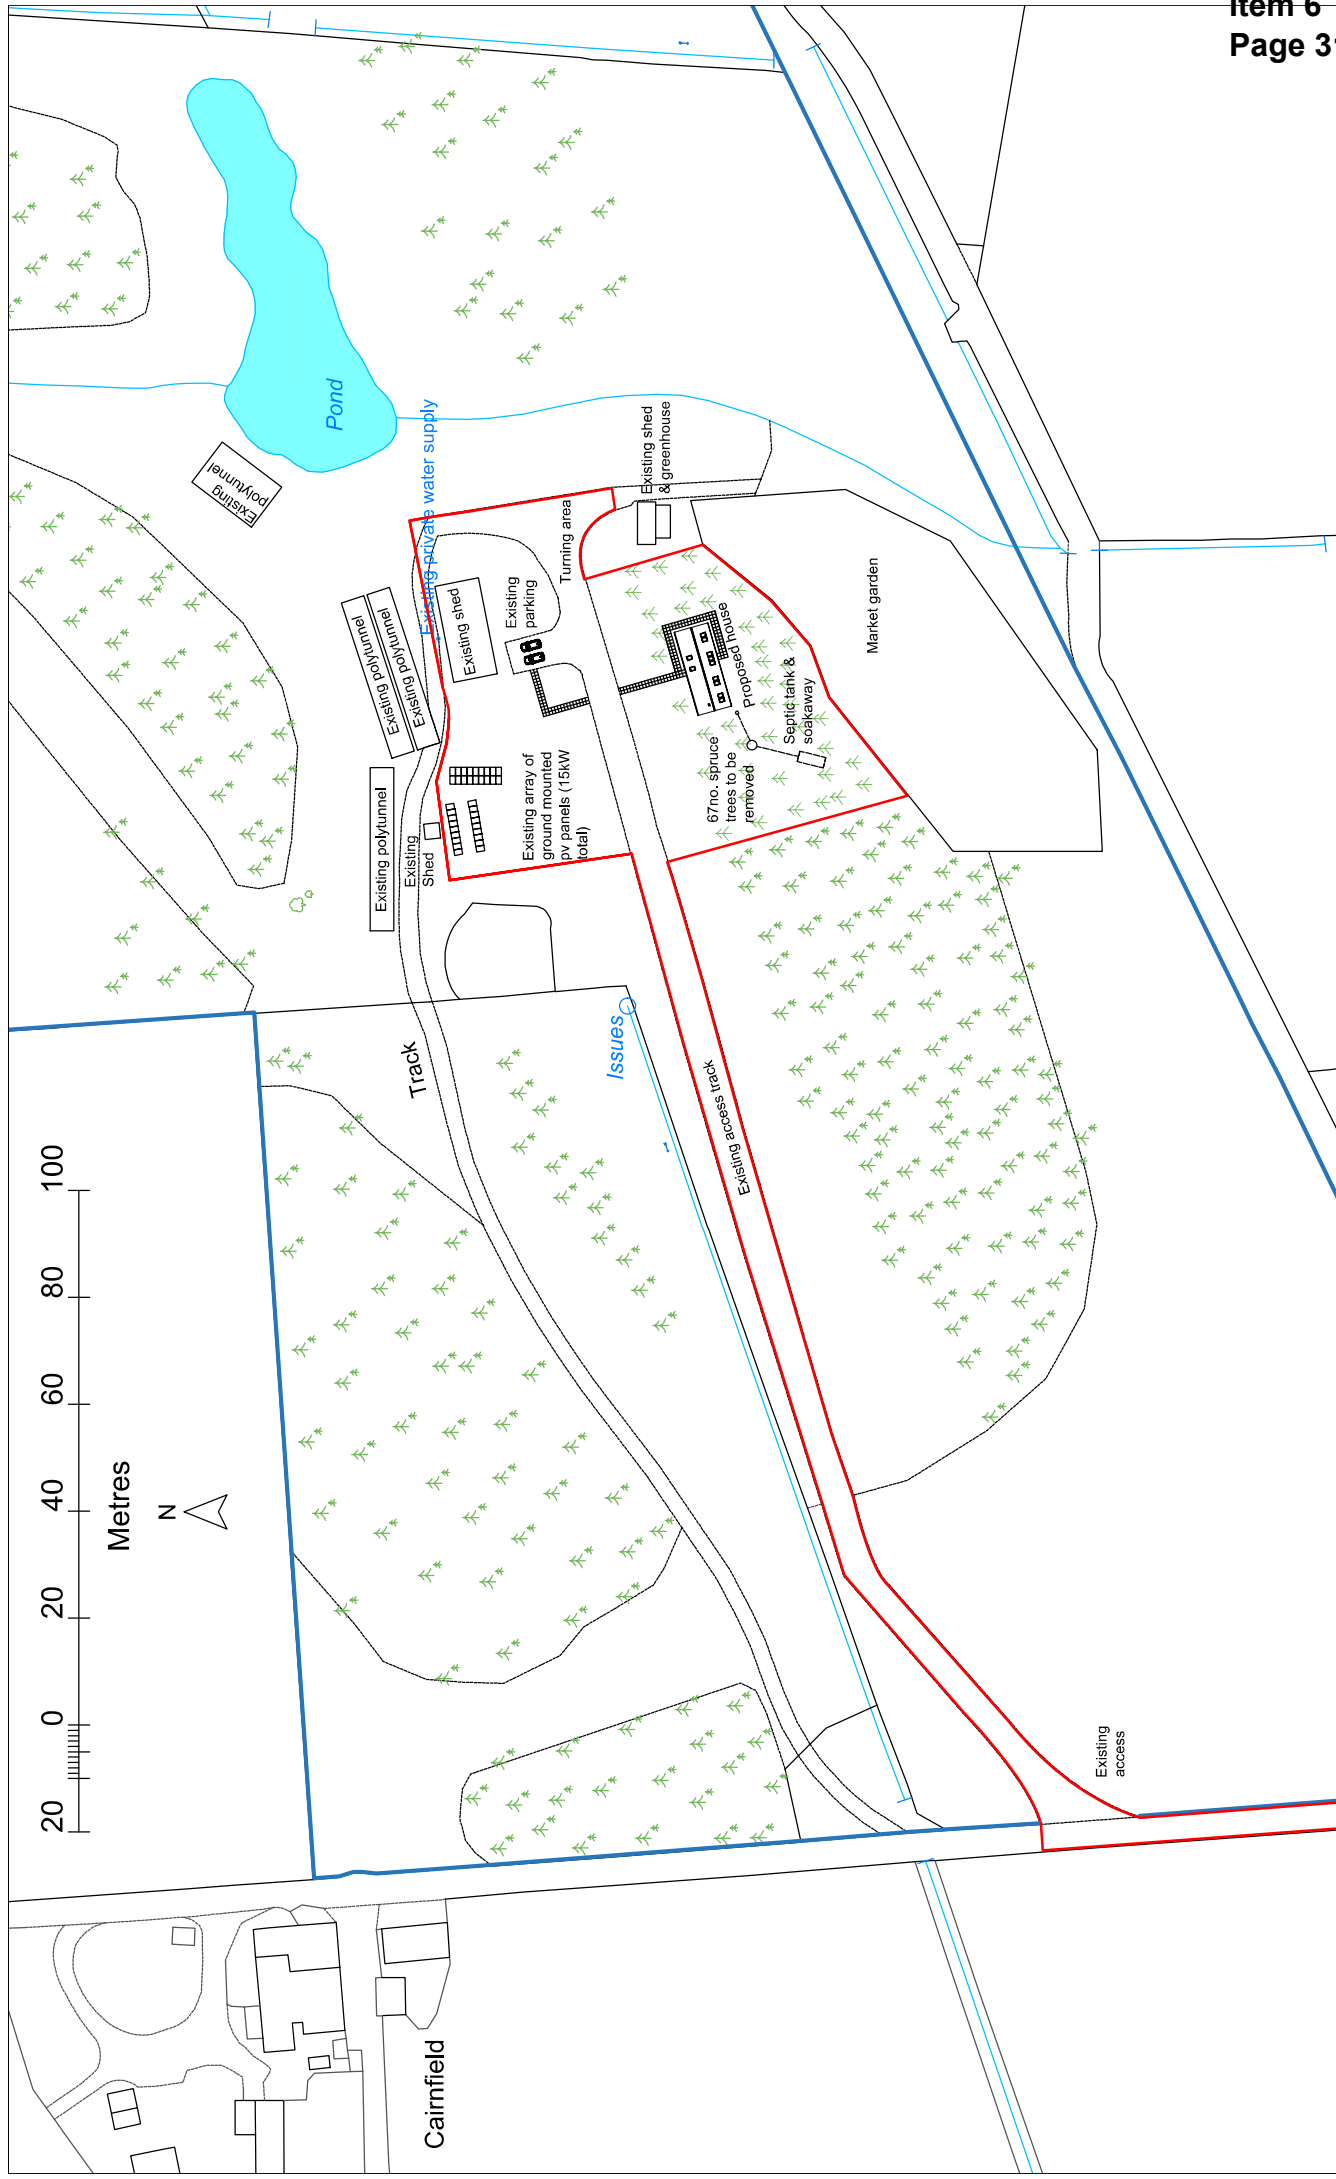 Item 6
Page 31
Pond
Existing
polytunnel
Existing private water supply
Existing shed
& greenhouse
Turning area
Existing polytunnel
Existing polytunnel
Existing shed
Existing
parking
Market garden
Proposed house
Septic tank &
soakaway
67no. spruce
trees to be
removed
Existing array of
ground mounted
pv panels (15kW
total)
Existing polytunnel
Existing
Shed
Track
Issues
Existing access track
20 0 20 40 60 80 100
Metres
N
Existing
access
Cairnfield